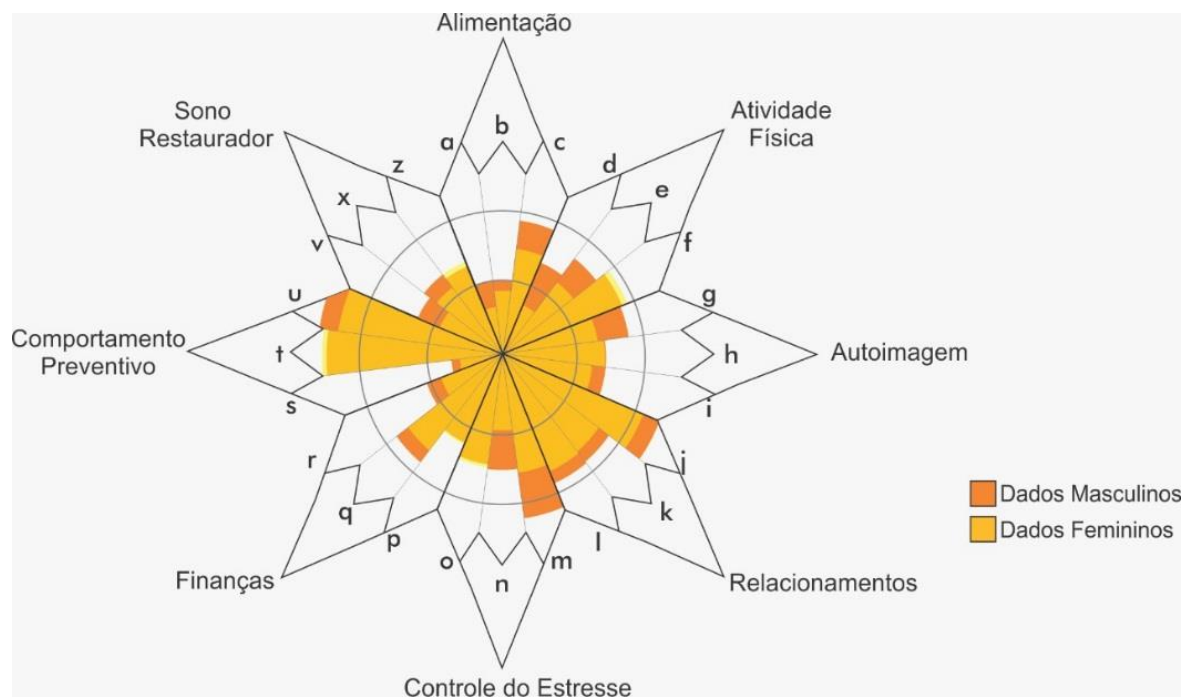 Alimentação
Sono
Restaurador
Atividade
Física
a
b
c
d
e
f
z
x
v
g
h
i
Autoimagem
u
t
s
Comportamento
Preventivo
j
k
l
Relacionamentos
r
q
p
Finanças
o
n
m
Controle do Estresse
Dados Masculinos
Dados Femininos